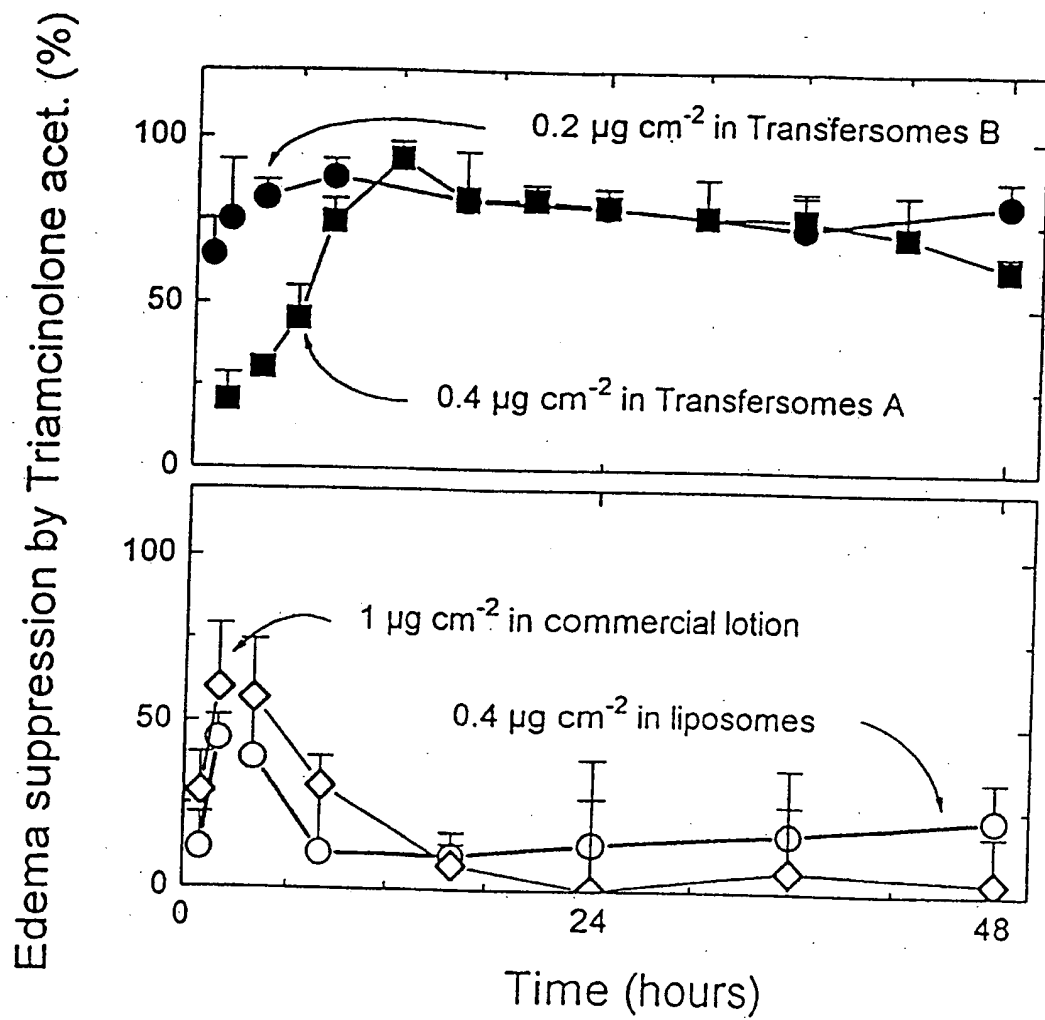 Edema suppression by Triamcinolone acet. (%)
100
50
0
0.2 µg cm⁻² in Transfersomes B
0.4 µg cm⁻² in Transfersomes A
100
50
0
1 µg cm⁻² in commercial lotion
0.4 µg cm⁻² in liposomes
0
24
48
Time (hours)